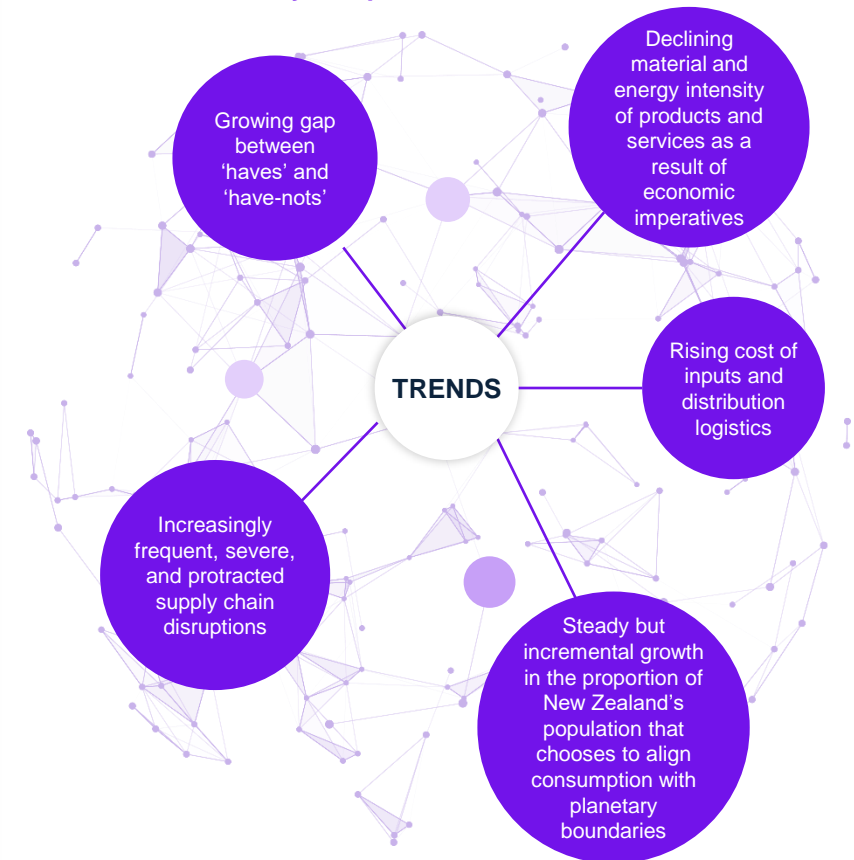 Growing gap
between
‘haves’ and
‘have-nots’
Declining
material and
energy intensity
of products and
services as a
result of
economic
imperatives
TRENDS
Rising cost of
inputs and
distribution
logistics
Increasingly
frequent, severe,
and protracted
supply chain
disruptions
Steady but
incremental growth
in the proportion of
New Zealand’s
population that
chooses to align
consumption with
planetary
boundaries